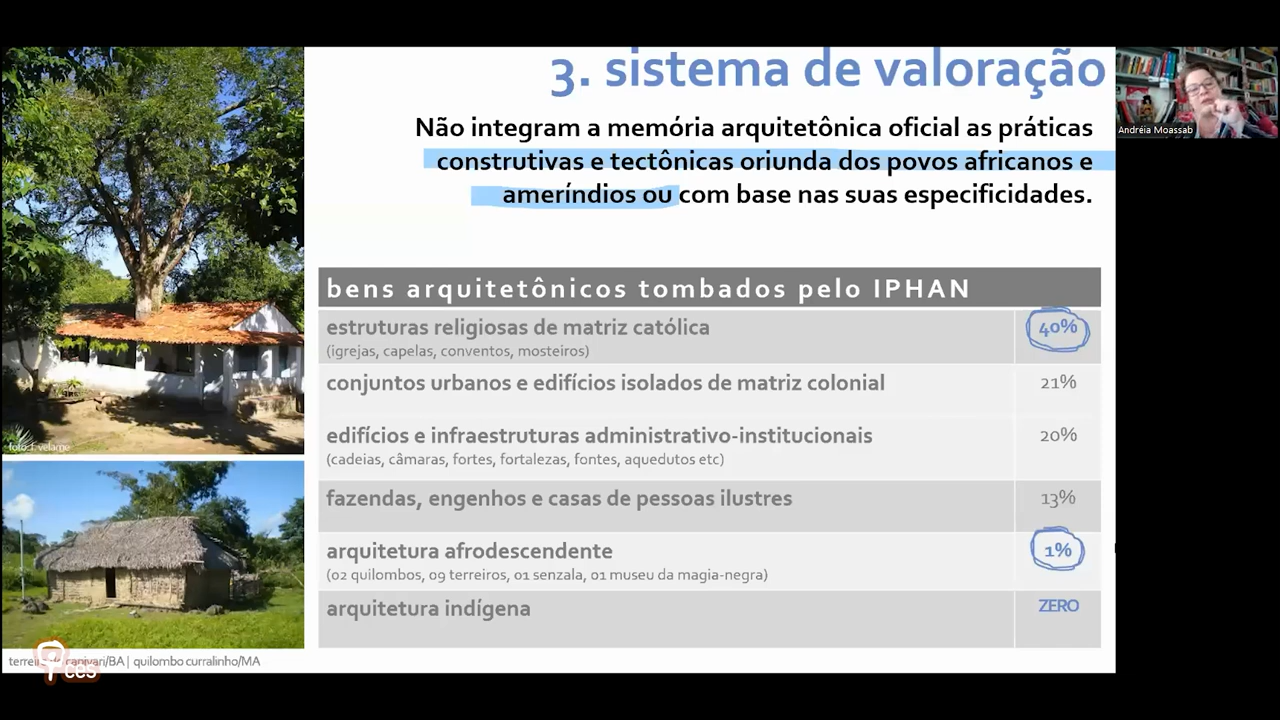 3. sistema de valoração
Não integram a memória arquitetônica oficial as práticas
construtivas e tectônicas oriunda dos povos africanos e
ameríndios ou com base nas suas especificidades.
bens arquitetônicos tombados pelo IPHAN
estruturas religiosas de matriz católica 40%
(igrejas, capelas, conventos, mosteiros)
conjuntos urbanos e edifícios isolados de matriz colonial 21%
edifícios e infraestruturas administrativo-institucionais 20%
(cadeias, câmaras, fortes, fortalezas, fontes, aquedutos etc)
fazendas, engenhos e casas de pessoas ilustres 13%
arquitetura afrodescendente 1%
(02 quilombos, 09 terreiros, 01 senzala, 01 museu da magia-negra)
arquitetura indígena ZERO
Andréia Moassab
foto: f. velame
capivari/BA | quilombo curralinho/MA
ces